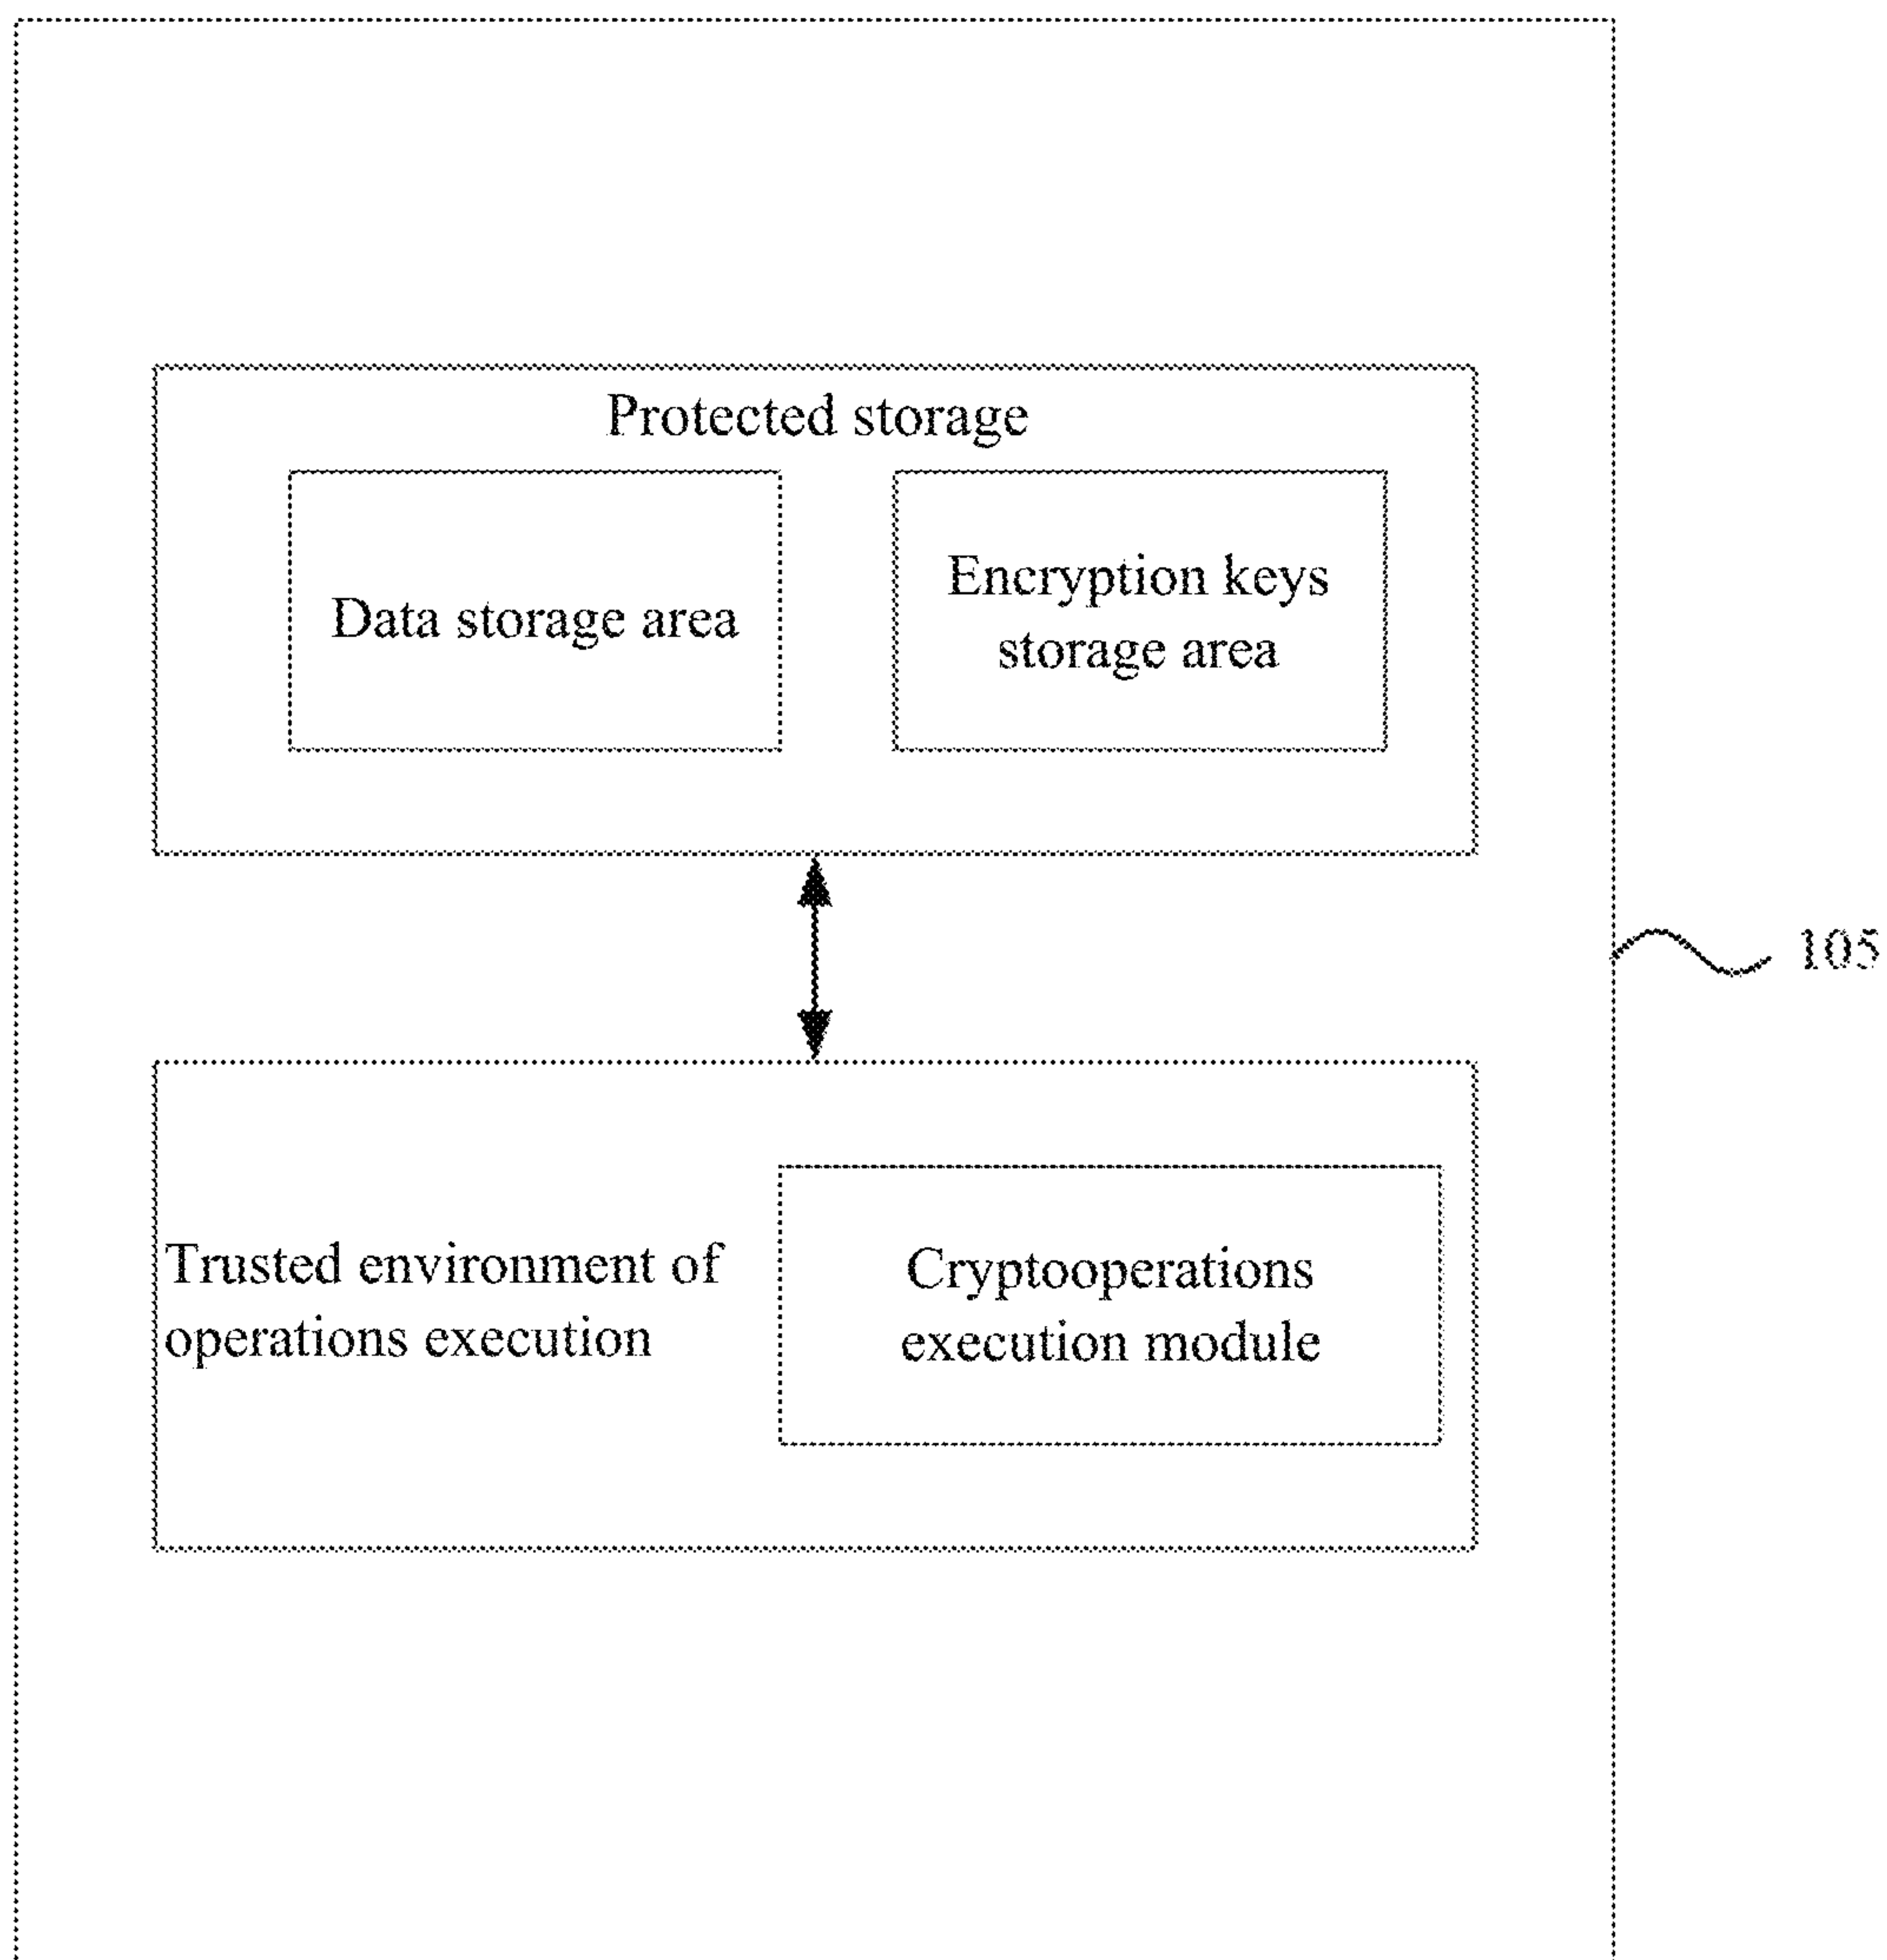 Protected storage
Data storage area
Encryption keys
storage area
105
Trusted environment of
operations execution
Cryptooperations
execution module